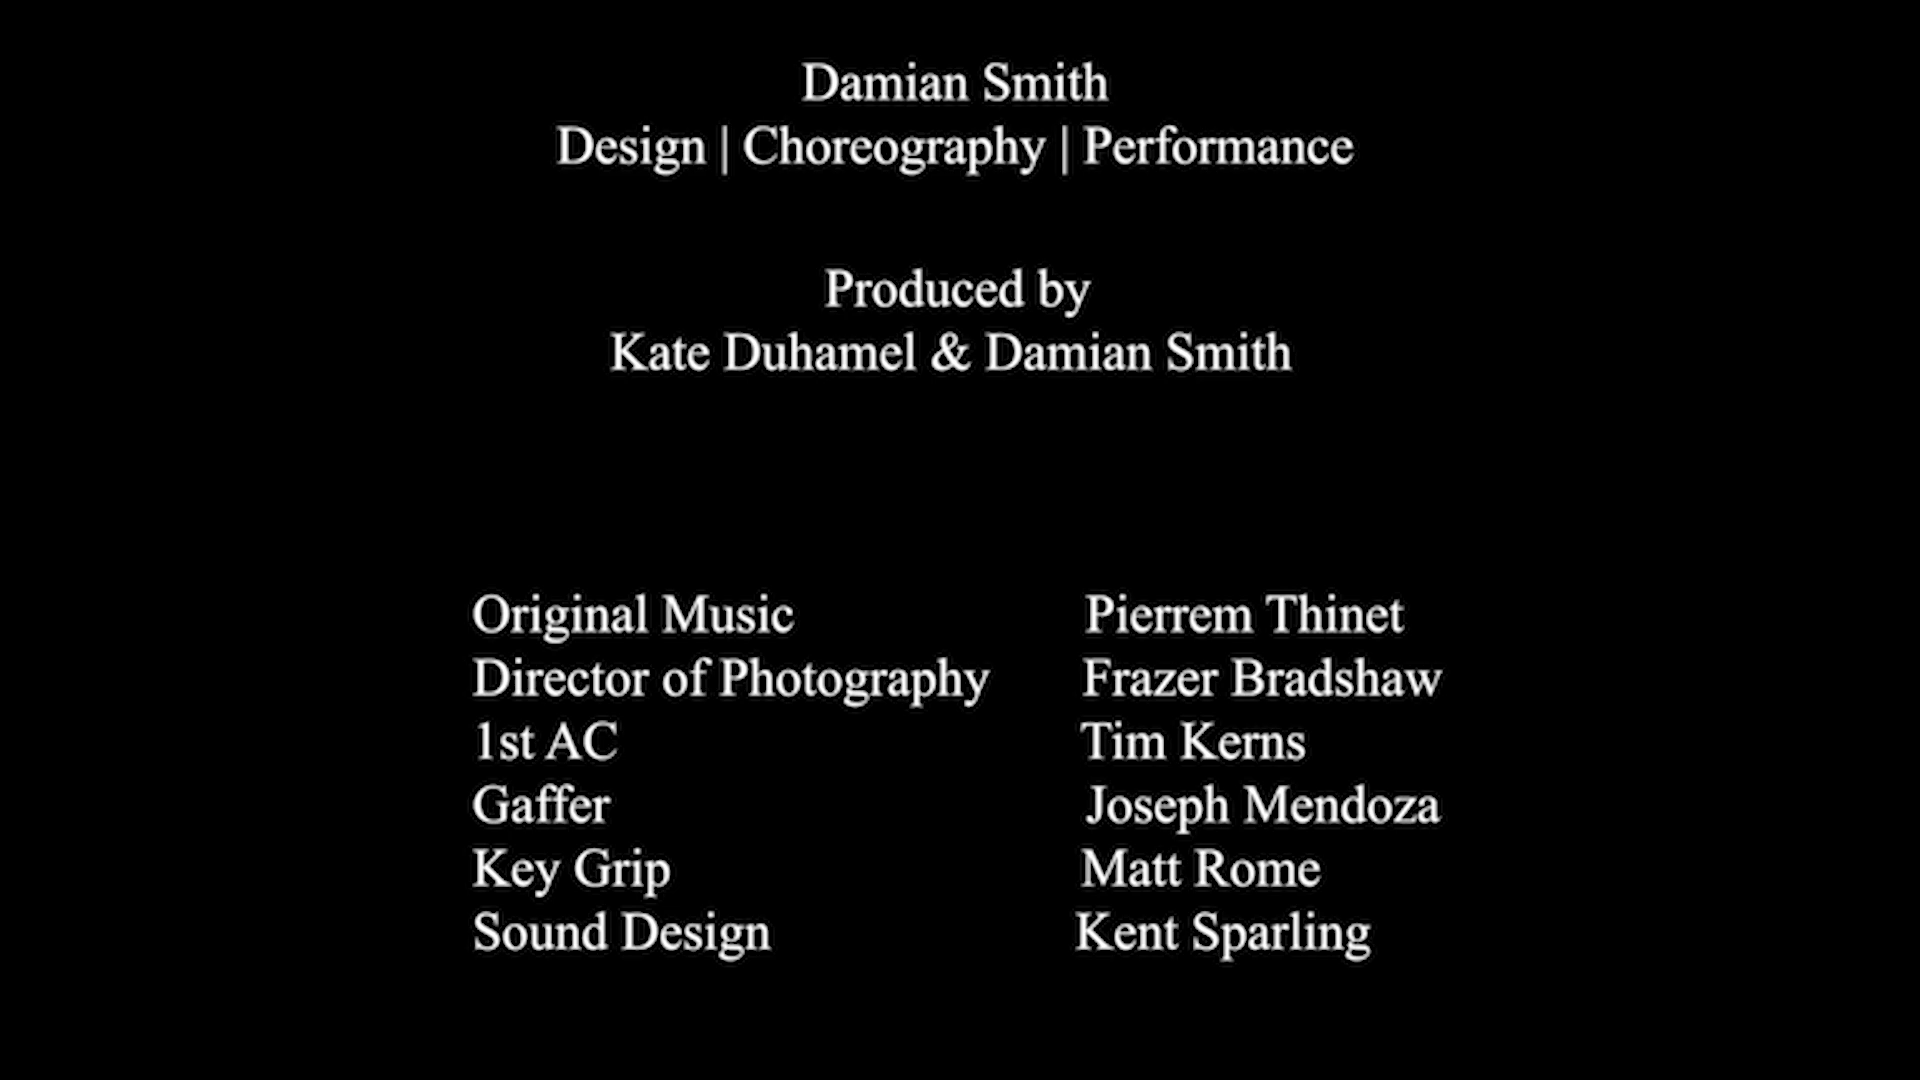 Damian Smith
Design | Choreography | Performance
Produced by
Kate Duhamel & Damian Smith
Original Music Pierrem Thinet
Director of Photography Frazer Bradshaw
1st AC Tim Kerns
Gaffer Joseph Mendoza
Key Grip Matt Rome
Sound Design Kent Sparling